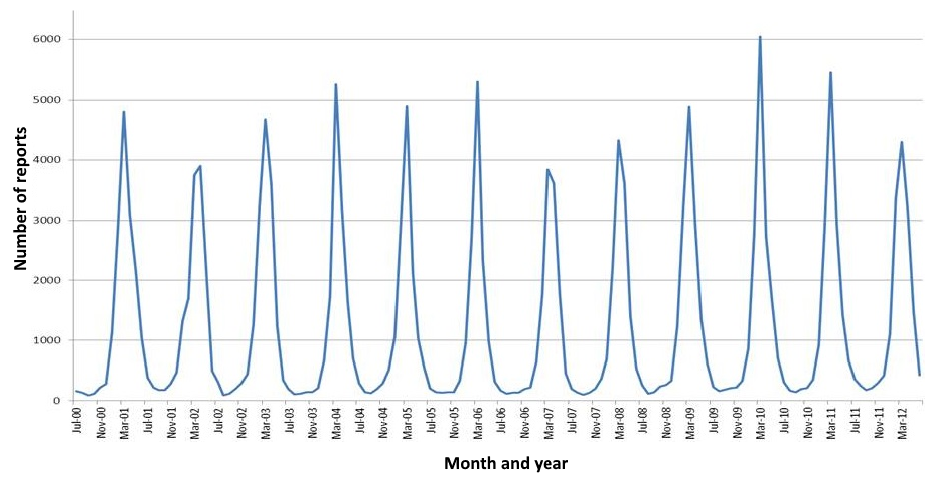 6000
5000
4000
3000
2000
1000
0
Number of reports
Jul-00
Nov-00
Mar-01
Jul-01
Nov-01
Mar-02
Jul-02
Nov-02
Mar-03
Jul-03
Nov-03
Mar-04
Jul-04
Nov-04
Mar-05
Jul-05
Nov-05
Mar-06
Jul-06
Nov-06
Mar-07
Jul-07
Nov-07
Mar-08
Jul-08
Nov-08
Mar-09
Jul-09
Nov-09
Mar-10
Jul-10
Nov-10
Mar-11
Jul-11
Nov-11
Mar-12
Month and year